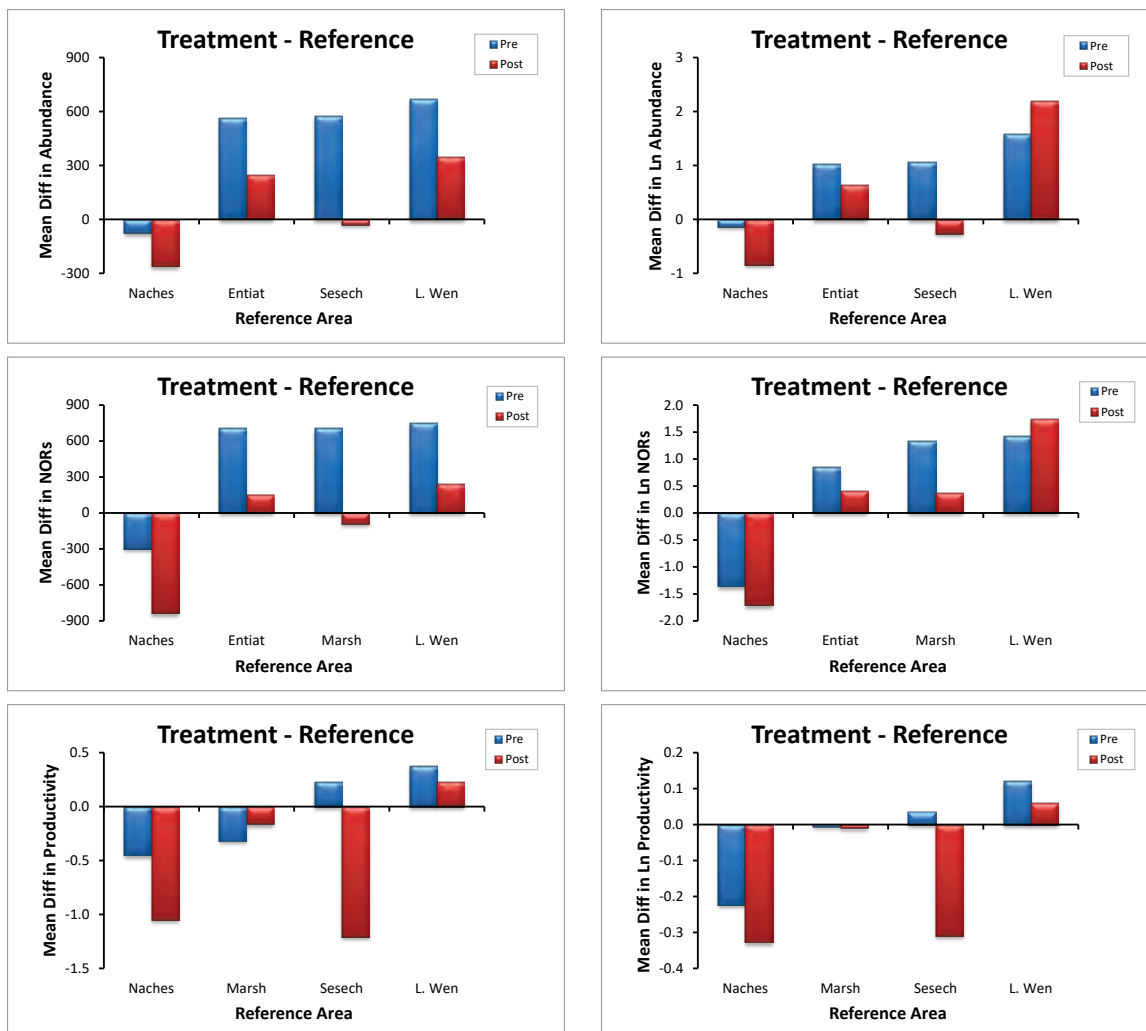 Treatment - Reference
Pre
Post
Mean Diff in Abundance
900
600
300
0
-300
Naches Entiat Sesech L. Wen
Reference Area
Treatment - Reference
Pre
Post
Mean Diff in Ln Abundance
3
2
1
0
-1
Naches Entiat Sesech L. Wen
Reference Area
Treatment - Reference
Pre
Post
Mean Diff in NORs
900
600
300
0
-300
-600
-900
Naches Entiat Marsh L. Wen
Reference Area
Treatment - Reference
Pre
Post
Mean Diff in Ln NORs
2.0
1.5
1.0
0.5
0.0
-0.5
-1.0
-1.5
-2.0
Naches Entiat Marsh L. Wen
Reference Area
Treatment - Reference
Pre
Post
Mean Diff in Productivity
0.5
0.0
-0.5
-1.0
-1.5
Naches Marsh Sesech L. Wen
Reference Area
Treatment - Reference
Pre
Post
Mean Diff in Ln Productivity
0.2
0.1
0.0
-0.1
-0.2
-0.3
-0.4
Naches Marsh Sesech L. Wen
Reference Area